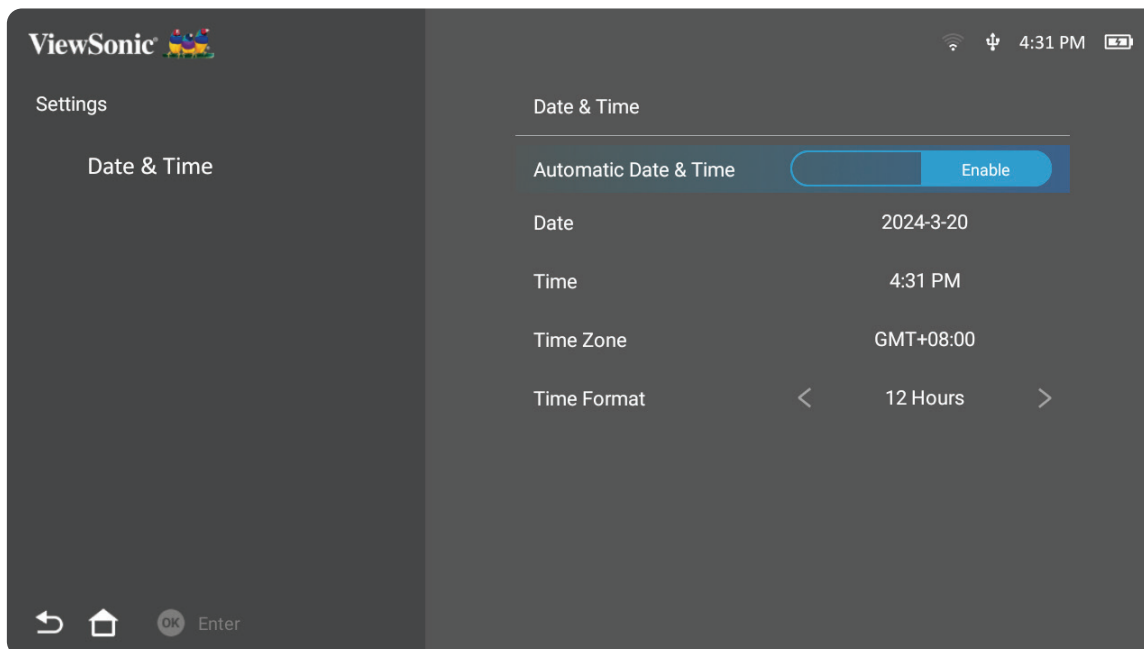 ViewSonic®
4:31 PM
Settings
Date & Time
Date & Time
Automatic Date & Time Enable
Date 2024-3-20
Time 4:31 PM
Time Zone GMT+08:00
Time Format < 12 Hours >
OK Enter